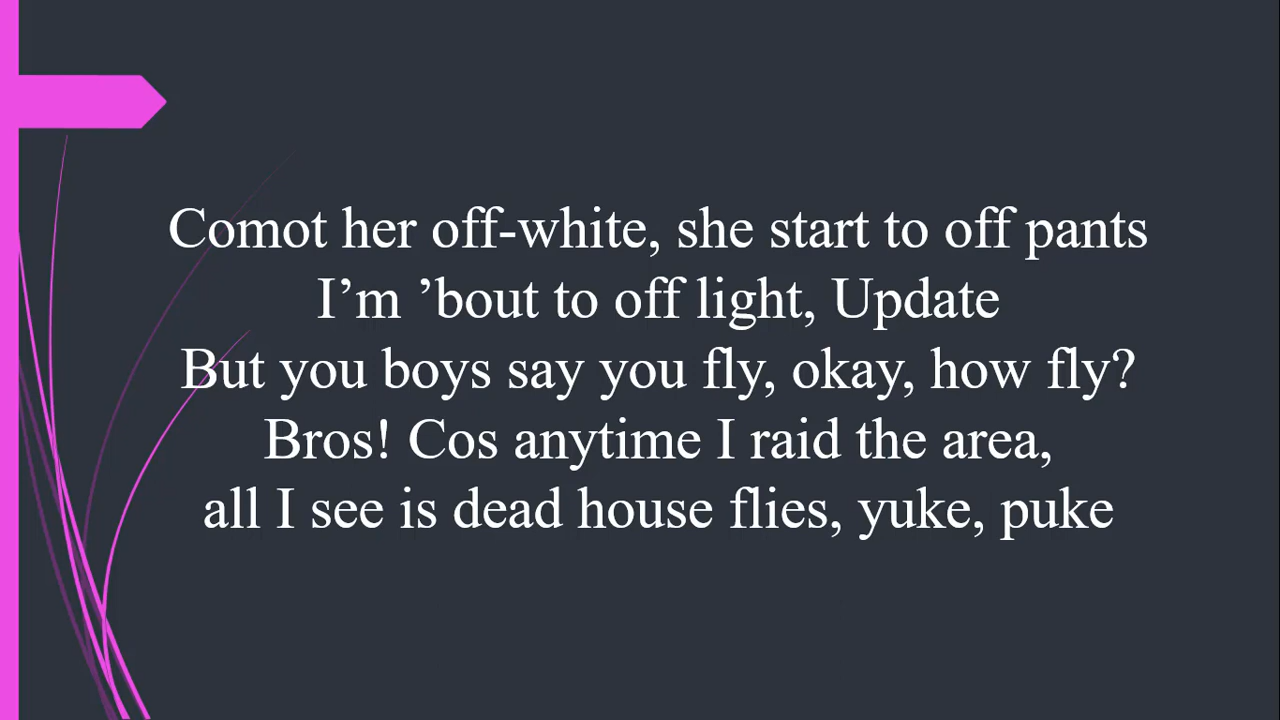 Comot her off-white, she start to off pants
I’m ’bout to off light, Update
But you boys say you fly, okay, how fly?
Bros! Cos anytime I raid the area,
all I see is dead house flies, yuke, puke